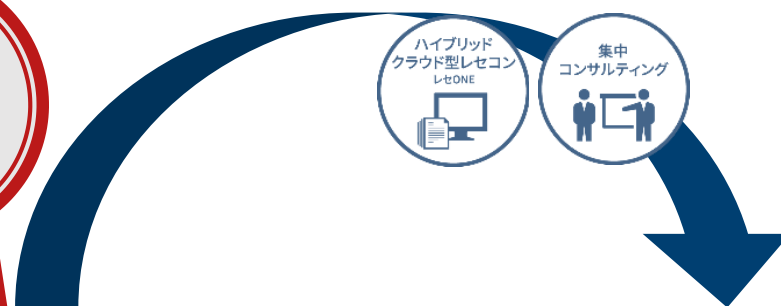 ハイブリッド
クラウド型レセコン
レセONE
集中
コンサルティング